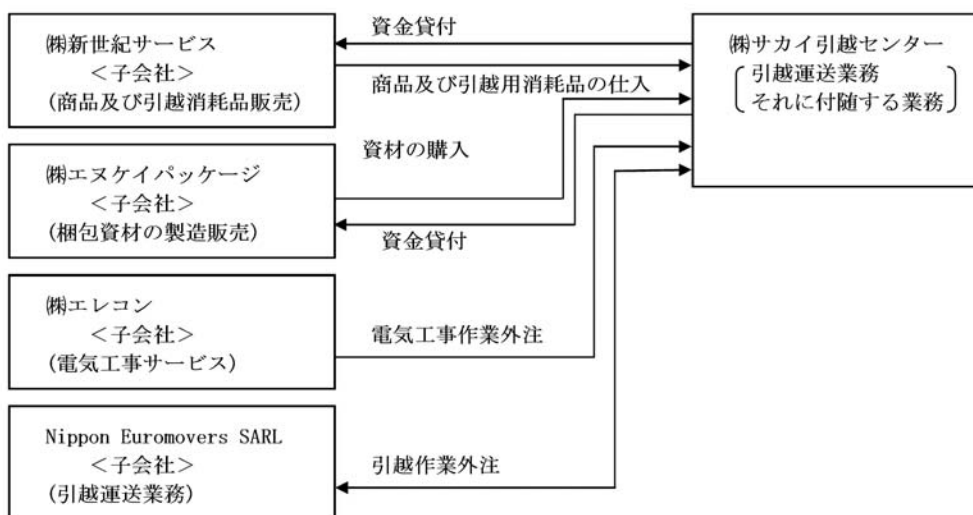 ㈱新世紀サービス
＜子会社＞
(商品及び引越消耗品販売)
資金貸付
商品及び引越用消耗品の仕入
㈱サカイ引越センター
引越運送業務
それに付随する業務
㈱エヌケイパッケージ
＜子会社＞
(梱包資材の製造販売)
資材の購入
資金貸付
㈱エレコン
＜子会社＞
(電気工事サービス)
電気工事作業外注
Nippon Euromovers SARL
＜子会社＞
(引越運送業務)
引越作業外注